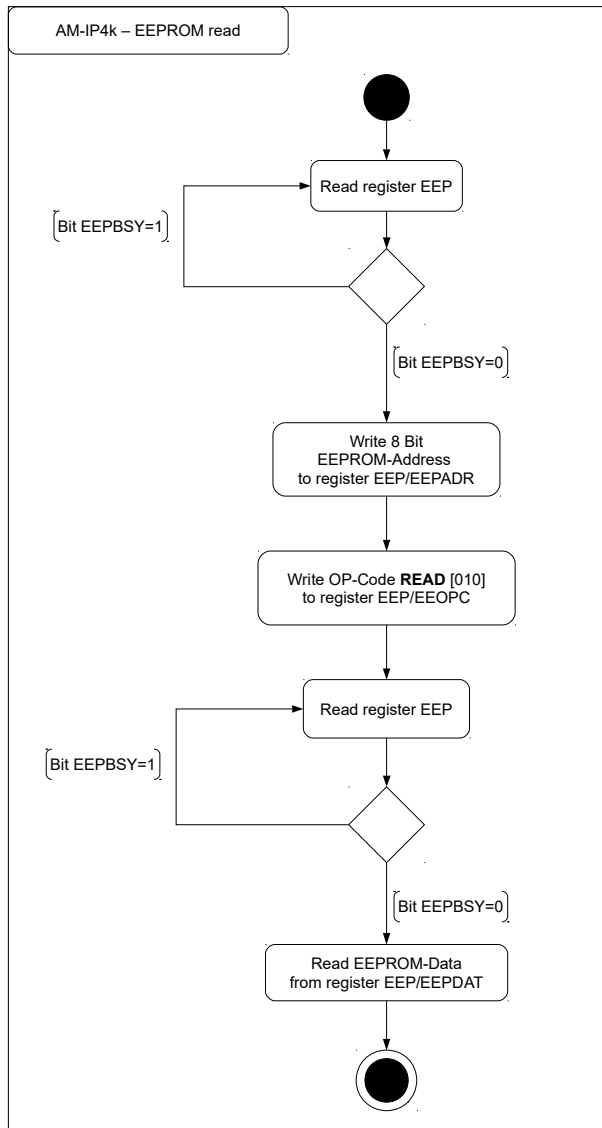 AM-IP4k – EEPROM read
Read register EEP
[Bit EEPBSY=1]
[Bit EEPBSY=0]
Write 8 Bit
EEPROM-Address
to register EEP/EEPADR
Write OP-Code READ [010]
to register EEP/EEOPC
Read register EEP
[Bit EEPBSY=1]
[Bit EEPBSY=0]
Read EEPROM-Data
from register EEP/EEPDAT